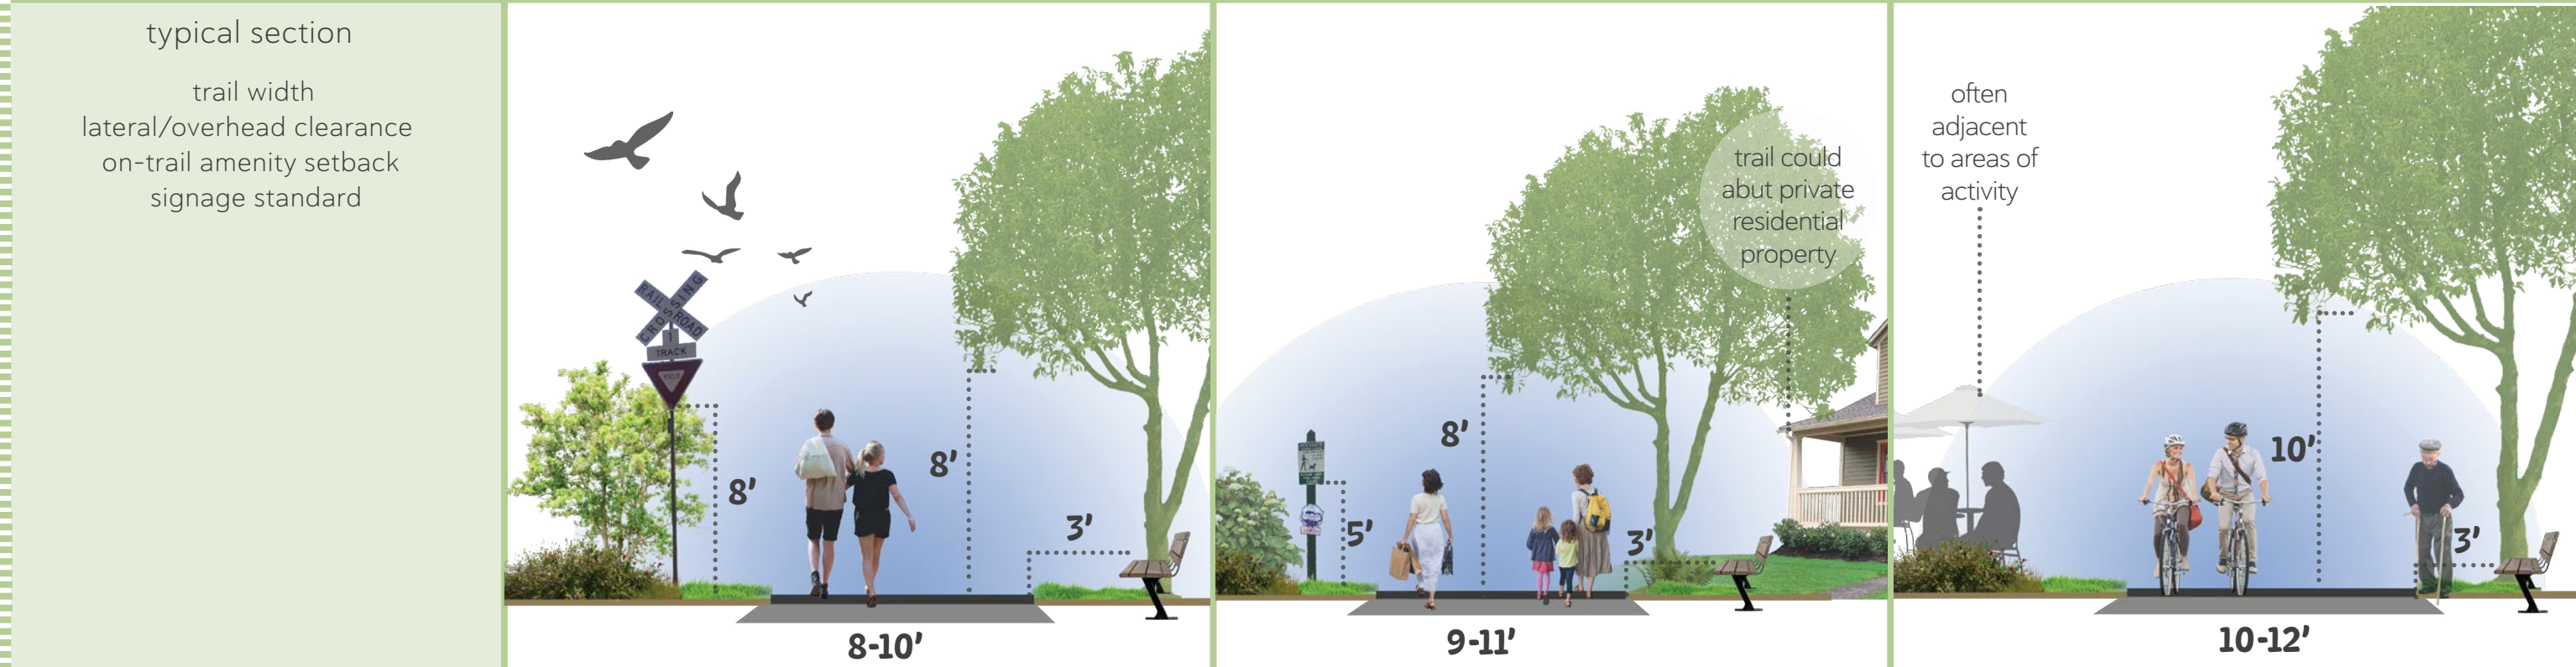 typical section
trail width
lateral/overhead clearance
on-trail amenity setback
signage standard
RAIL ROAD
CROSSING
TRACK
YIELD
8'
8'
3'
8-10'
trail could
abut private
residential
property
8'
5'
3'
9-11'
often
adjacent
to areas of
activity
10'
3'
10-12'